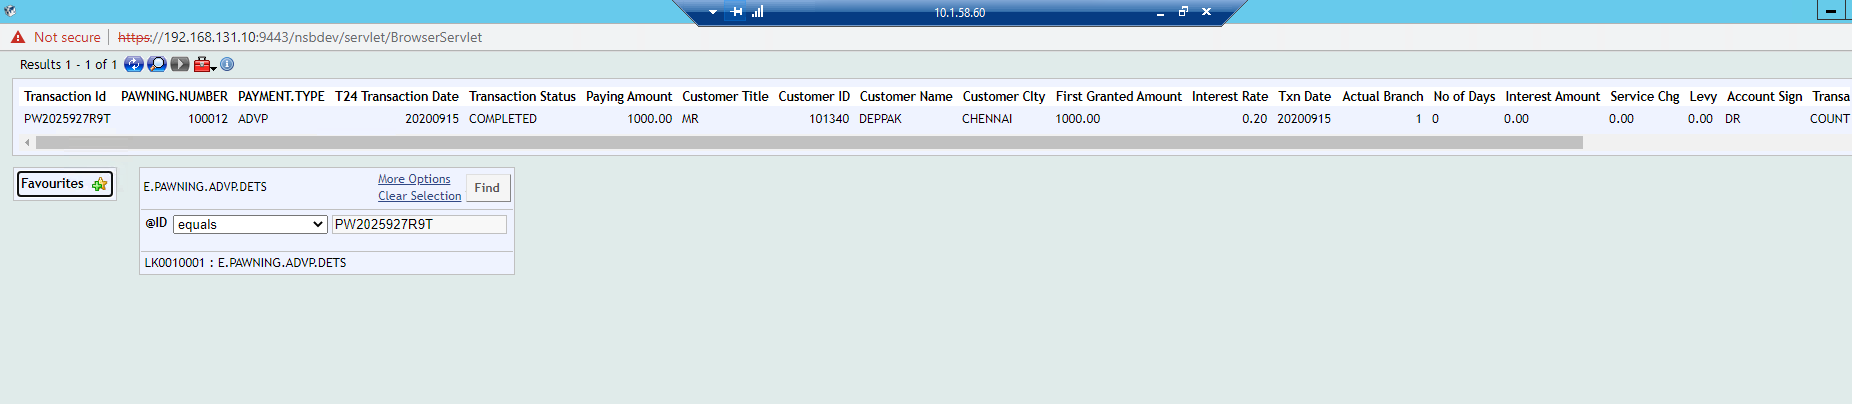 10.1.58.60
Not secure https://192.168.131.10:9443/nsbdev/servlet/BrowserServlet
Results 1 - 1 of 1
Transaction Id PAWNING.NUMBER PAYMENT.TYPE T24 Transaction Date Transaction Status Paying Amount Customer Title Customer ID Customer Name Customer CIty First Granted Amount Interest Rate Txn Date Actual Branch No of Days Interest Amount Service Chg Levy Account Sign Transa
PW2025927R9T 100012 ADVP 20200915 COMPLETED 1000.00 MR 101340 DEPPAK CHENNAI 1000.00 0.20 20200915 1 0 0.00 0.00 0.00 DR COUNT
Favourites
E.PAWNING.ADVP.DETS More Options Find
Clear Selection
@ID equals PW2025927R9T
LK0010001 : E.PAWNING.ADVP.DETS